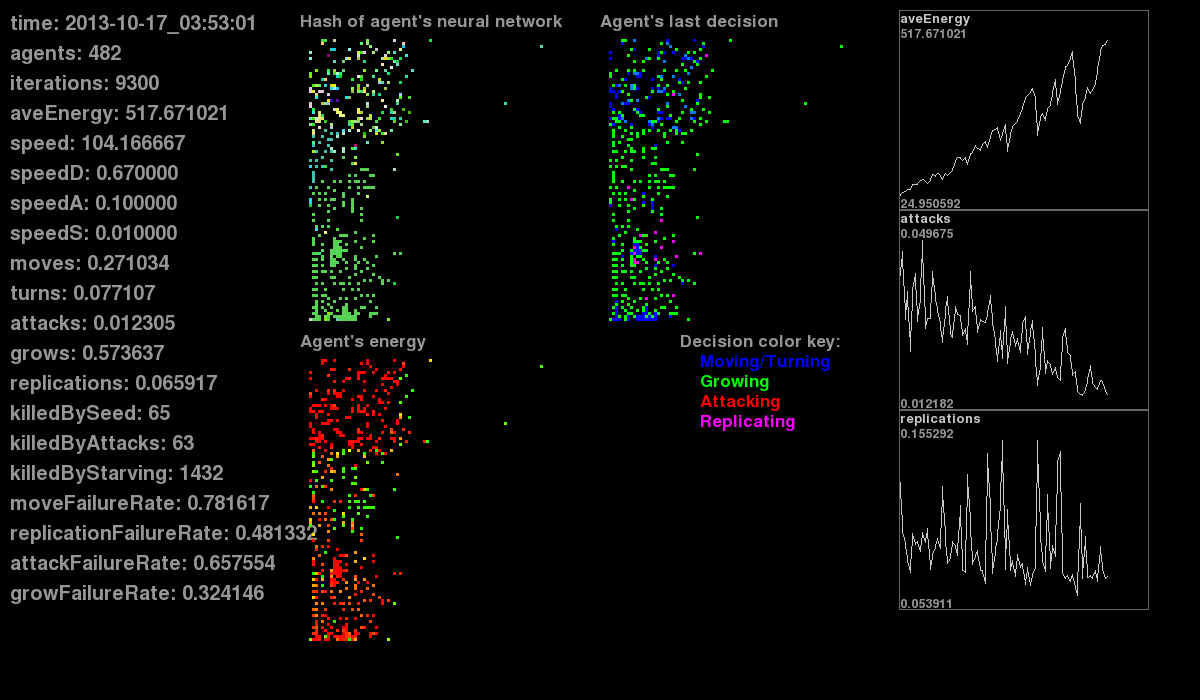 time: 2013-10-17_03:53:01
agents: 482
iterations: 9300
aveEnergy: 517.671021
speed: 104.166667
speedD: 0.670000
speedA: 0.100000
speedS: 0.010000
moves: 0.271034
turns: 0.077107
attacks: 0.012305
grows: 0.573637
replications: 0.065917
killedBySeed: 65
killedByAttacks: 63
killedByStarving: 1432
moveFailureRate: 0.781617
replicationFailureRate: 0.481332
attackFailureRate: 0.657554
growFailureRate: 0.324146
Hash of agent's neural network
Agent's last decision
Agent's energy
Decision color key:
Moving/Turning
Growing
Attacking
Replicating
aveEnergy
517.671021
24.950592
attacks
0.049675
0.012182
replications
0.155292
0.053911